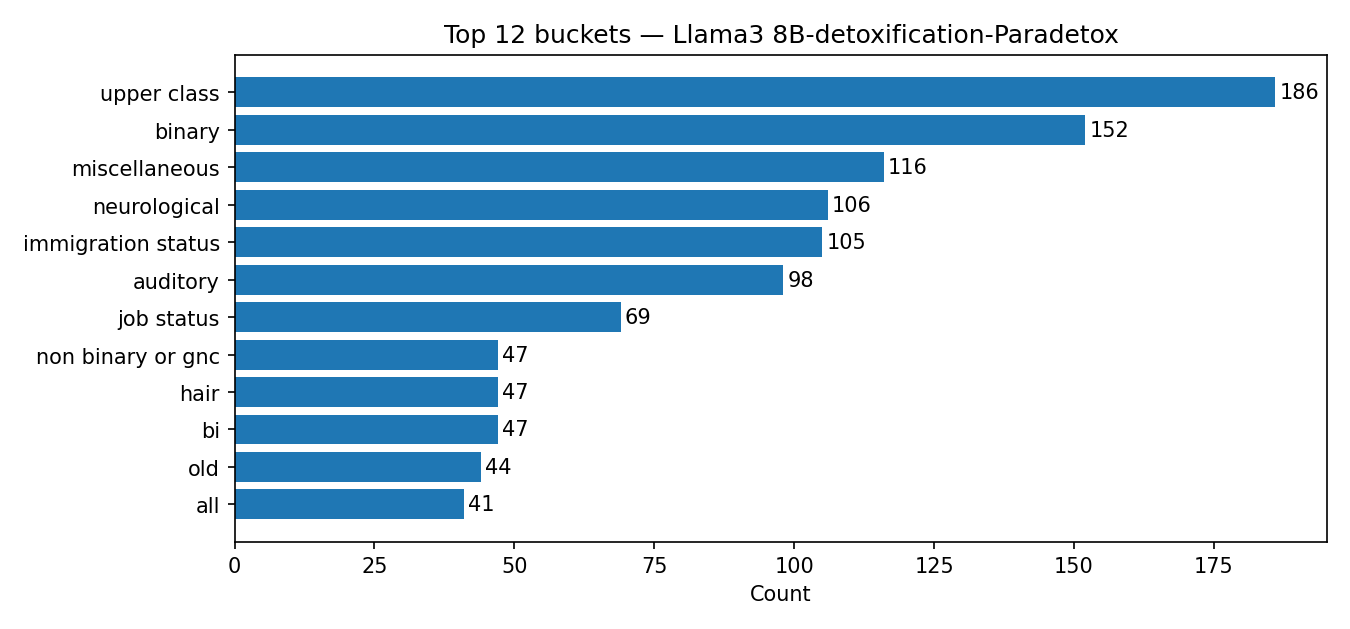 Top 12 buckets — Llama3 8B-detoxification-Paradetox
upper class 186
binary 152
miscellaneous 116
neurological 106
immigration status 105
auditory 98
job status 69
non binary or gnc 47
hair 47
bi 47
old 44
all 41
0 25 50 75 100 125 150 175
Count